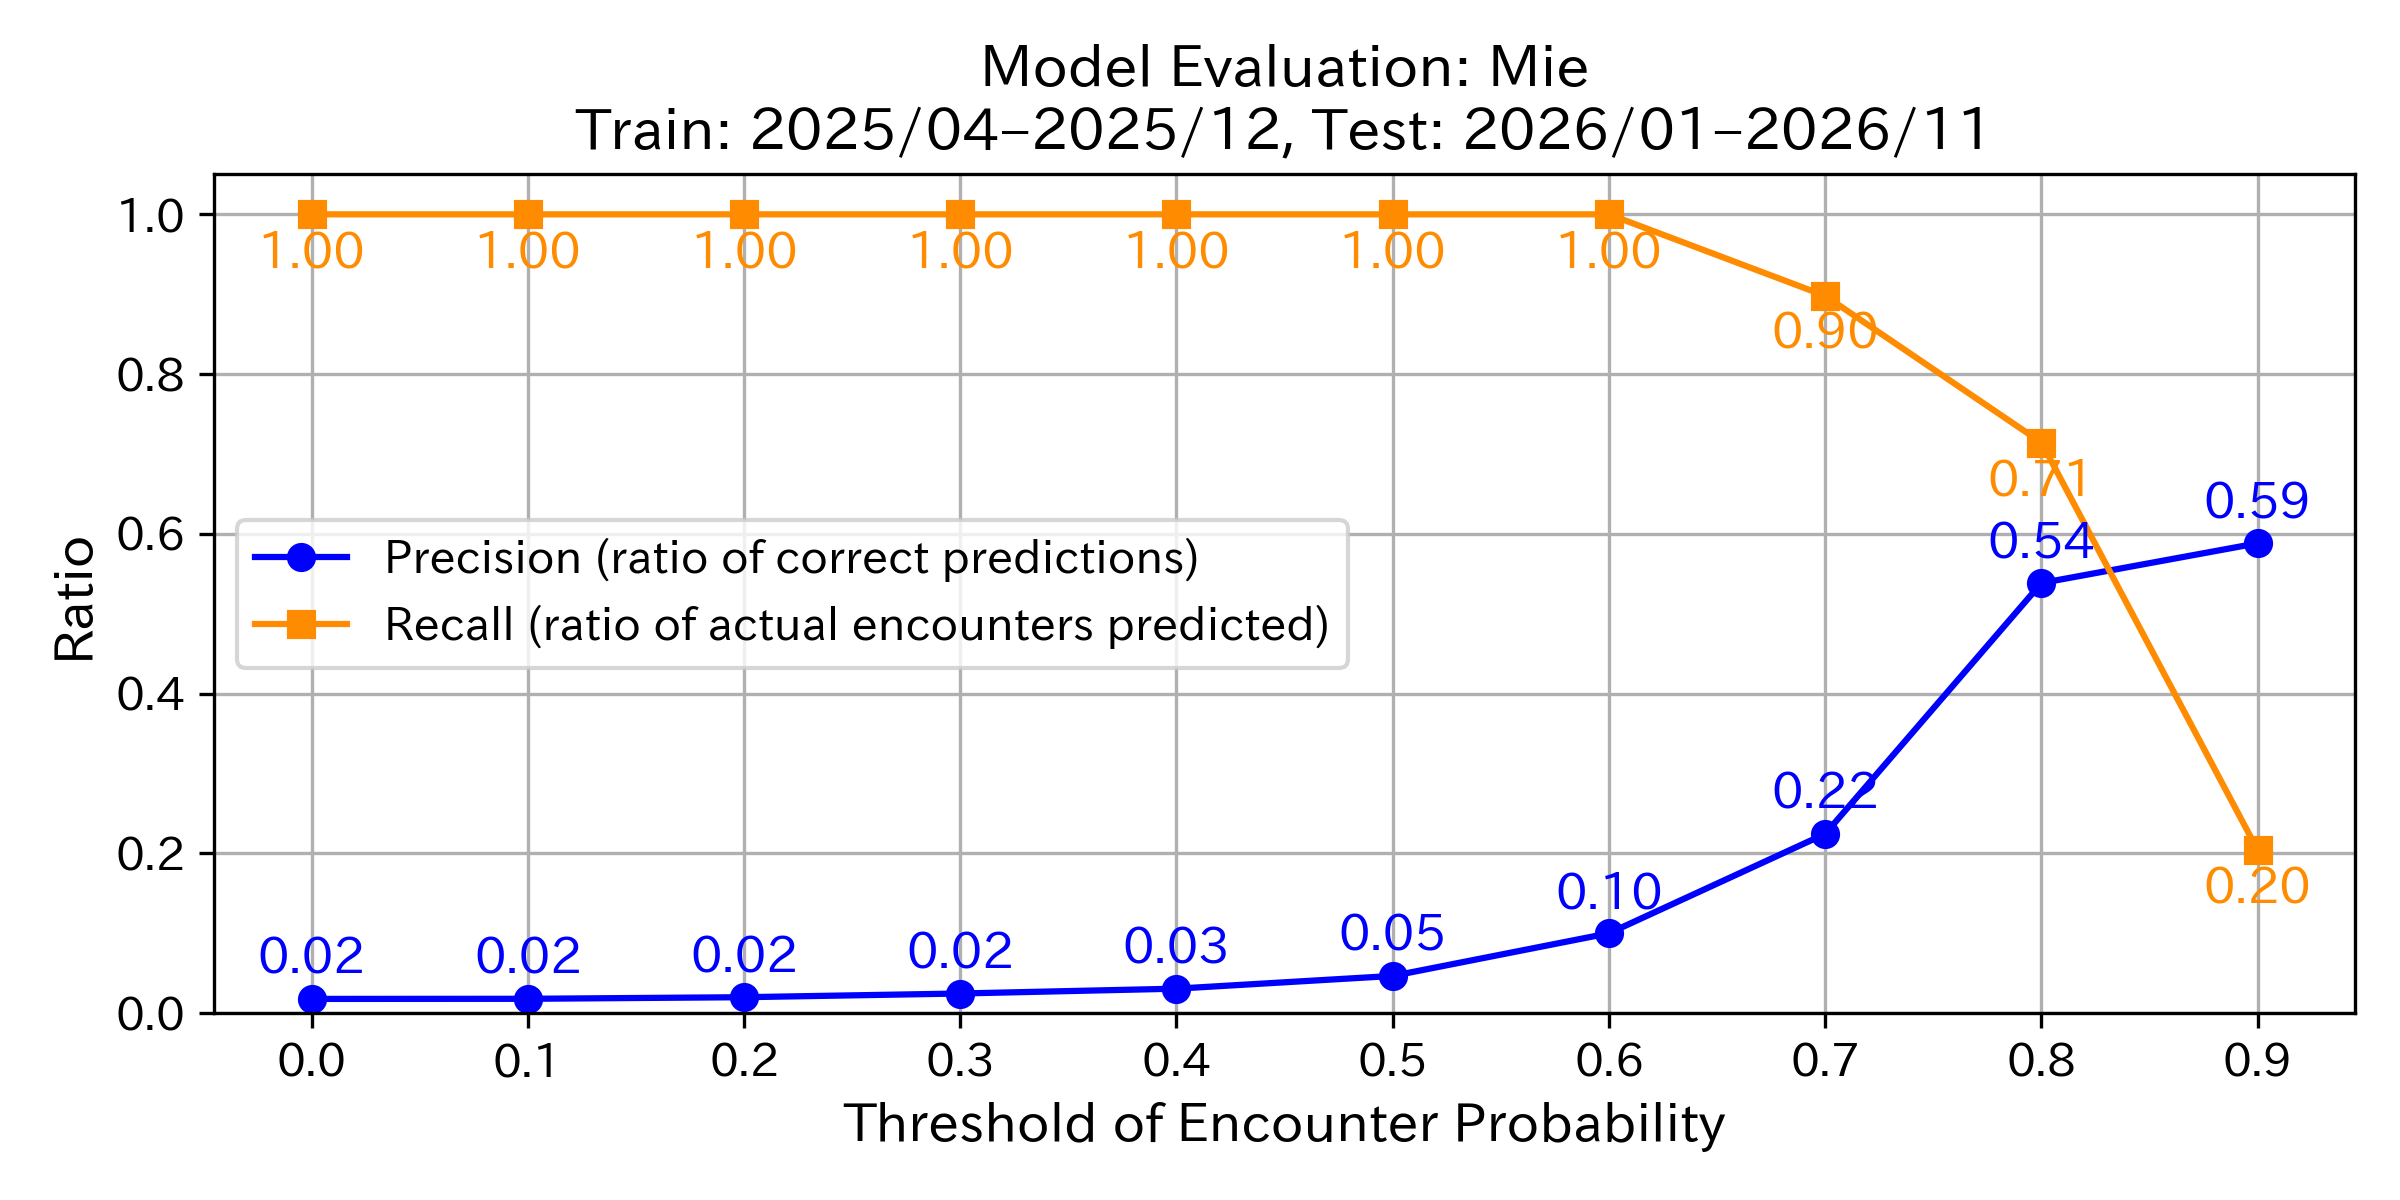 Model Evaluation: Mie
Train: 2025/04–2025/12, Test: 2026/01–2026/11
Ratio
1.0
0.8
0.6
0.4
0.2
0.0
1.00 1.00 1.00 1.00 1.00 1.00 1.00
0.90
0.71
0.20
Precision (ratio of correct predictions)
Recall (ratio of actual encounters predicted)
0.02 0.02 0.02 0.02 0.03 0.05 0.10 0.22 0.54 0.59
0.0 0.1 0.2 0.3 0.4 0.5 0.6 0.7 0.8 0.9
Threshold of Encounter Probability